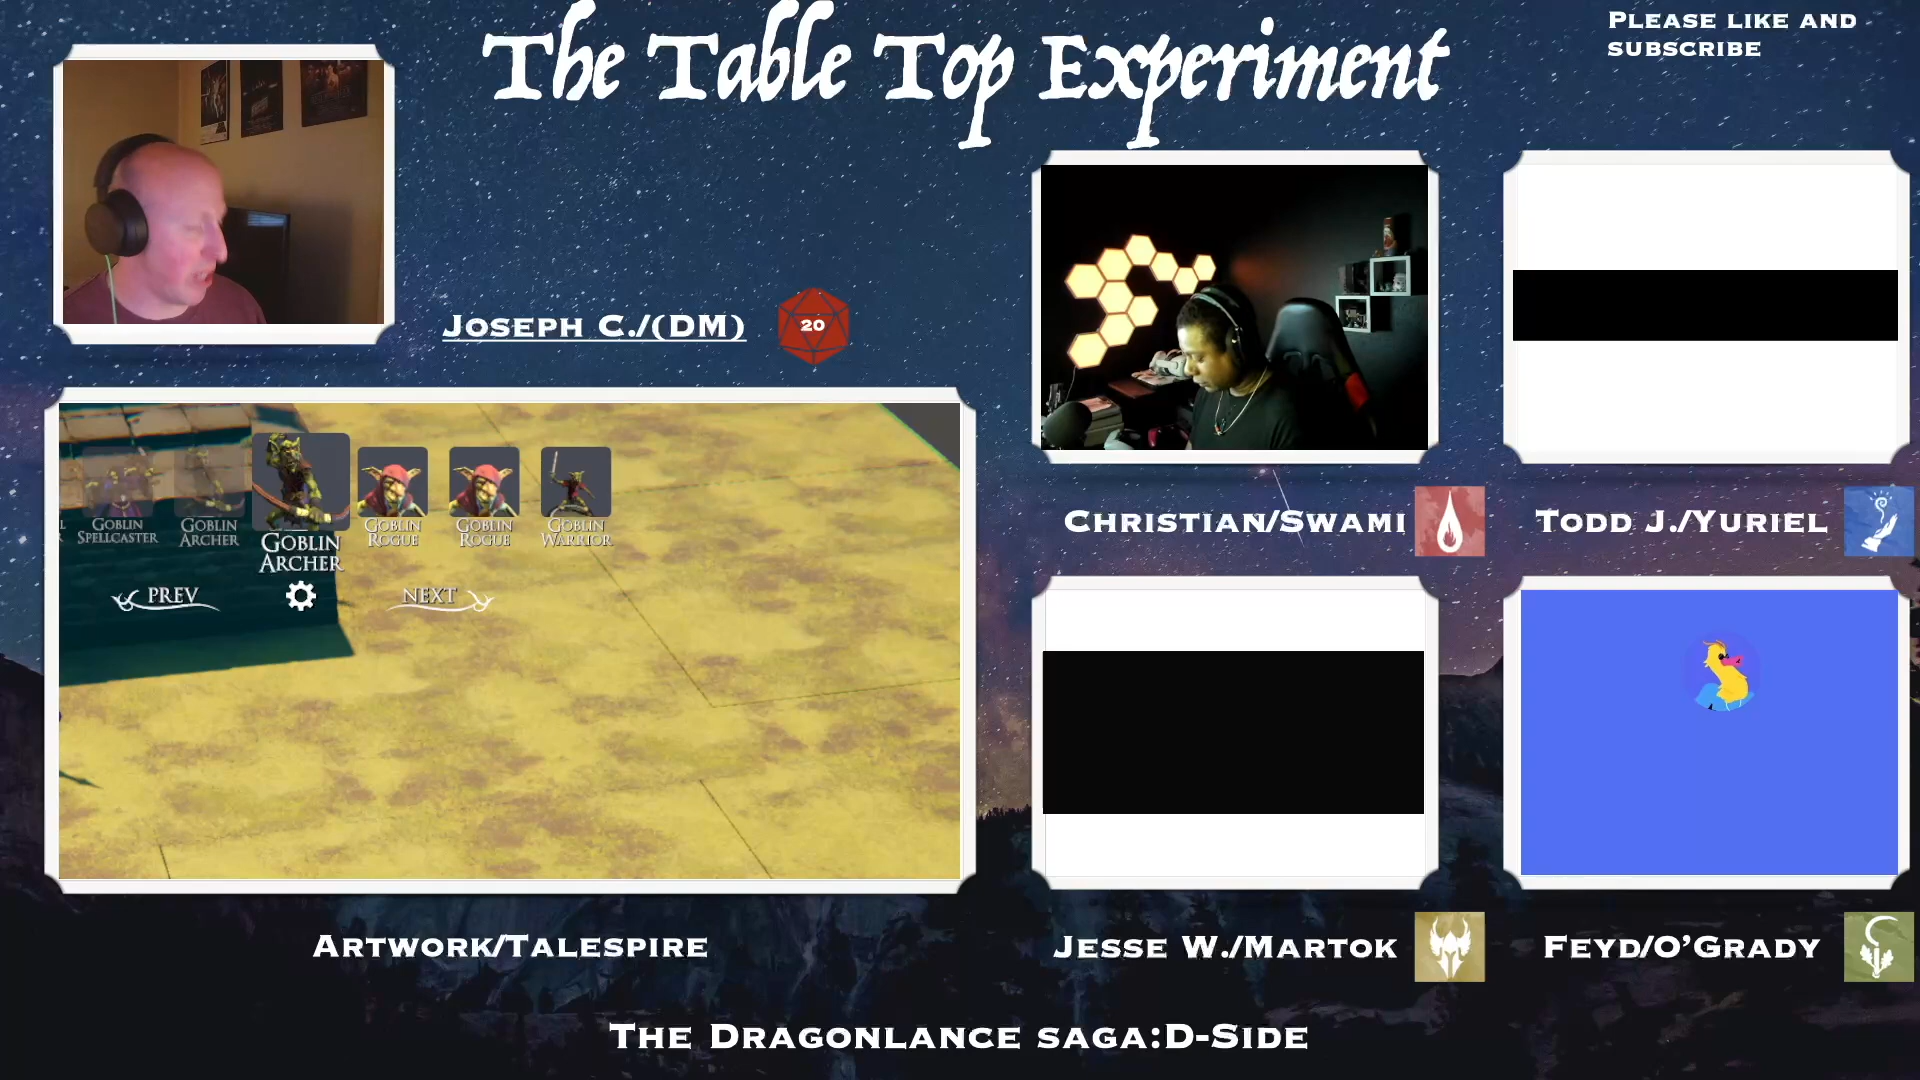 The Table Top Experiment
Please like and
subscribe
Joseph C./(DM)
20
Goblin
Spellcaster
Goblin
Archer
Goblin
Archer
Goblin
Rogue
Goblin
Rogue
Goblin
Warrior
Prev
Next
Christian/Swami
Todd J./Yuriel
Artwork/Talespire
Jesse W./Martok
Feyd/O'Grady
The Dragonlance saga:D-Side